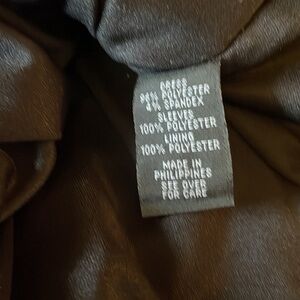 DRESS
96% POLYESTER
4% SPANDEX
SLEEVES
100% POLYESTER
LINING
100% POLYESTER
MADE IN
PHILIPPINES
SEE OVER
FOR CARE